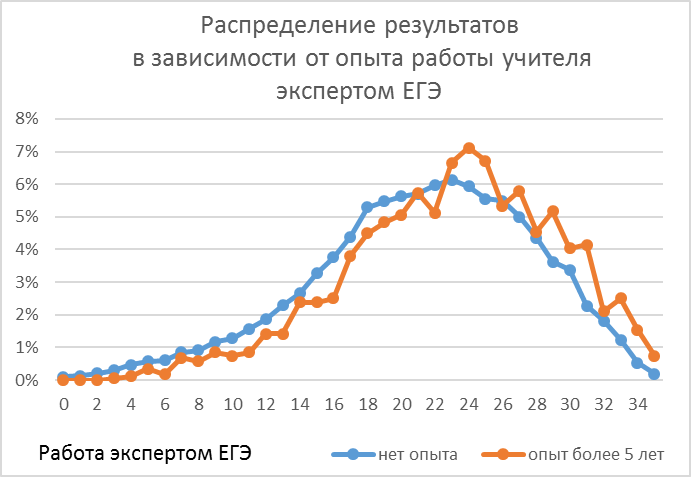 Распределение результатов
в зависимости от опыта работы учителя
экспертом ЕГЭ
8%
7%
6%
5%
4%
3%
2%
1%
0%
0 2 4 6 8 10 12 14 16 18 20 22 24 26 28 30 32 34
Работа экспертом ЕГЭ нет опыта опыт более 5 лет